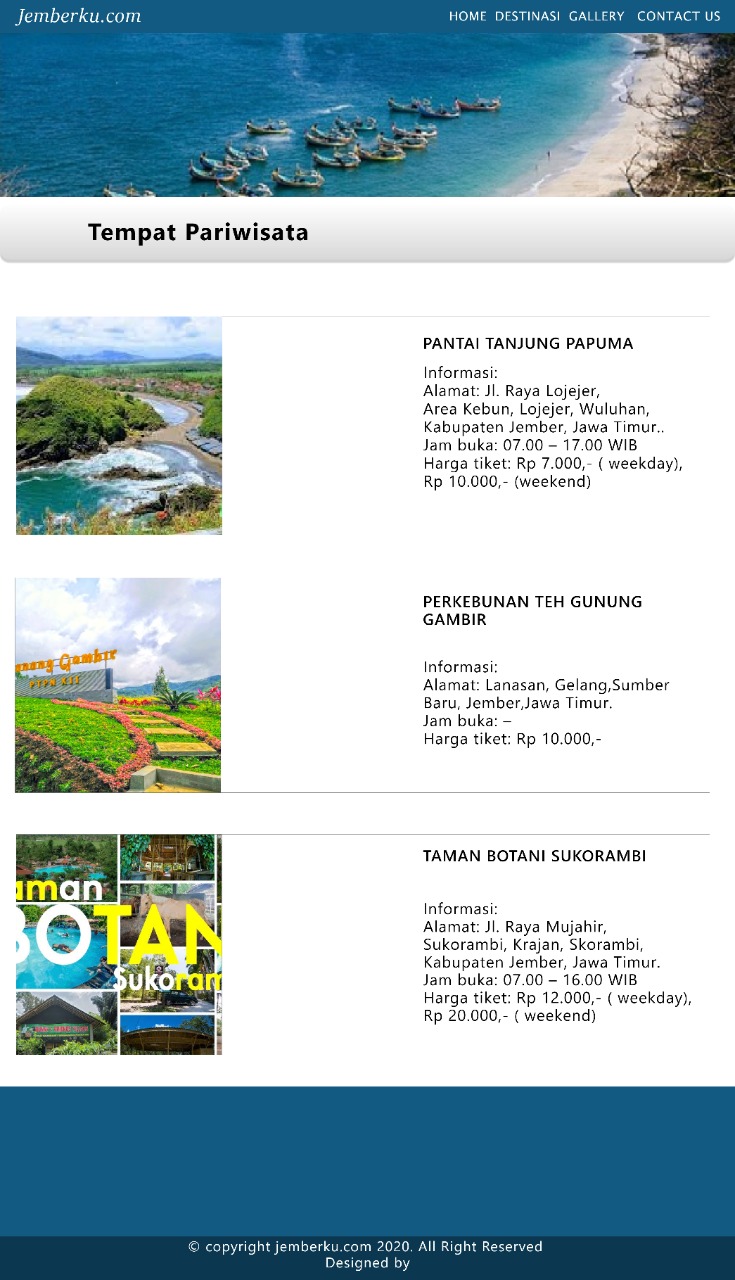 Jemberku.com
HOME DESTINASI GALLERY CONTACT US
Tempat Pariwisata
PANTAI TANJUNG PAPUMA
Informasi:
Alamat: Jl. Raya Lojejer,
Area Kebun, Lojejer, Wuluhan,
Kabupaten Jember, Jawa Timur..
Jam buka: 07.00 – 17.00 WIB
Harga tiket: Rp 7.000,- ( weekday),
Rp 10.000,- (weekend)
unung Gambir
PTPN XII
PERKEBUNAN TEH GUNUNG
GAMBIR
Informasi:
Alamat: Lanasan, Gelang,Sumber
Baru, Jember,Jawa Timur.
Jam buka: –
Harga tiket: Rp 10.000,-
aman
BOTAN
Sukoram
TAMAN BOTANI SUKORAMBI
Informasi:
Alamat: Jl. Raya Mujahir,
Sukorambi, Krajan, Skorambi,
Kabupaten Jember, Jawa Timur.
Jam buka: 07.00 – 16.00 WIB
Harga tiket: Rp 12.000,- ( weekday),
Rp 20.000,- ( weekend)
© copyright jemberku.com 2020. All Right Reserved
Designed by